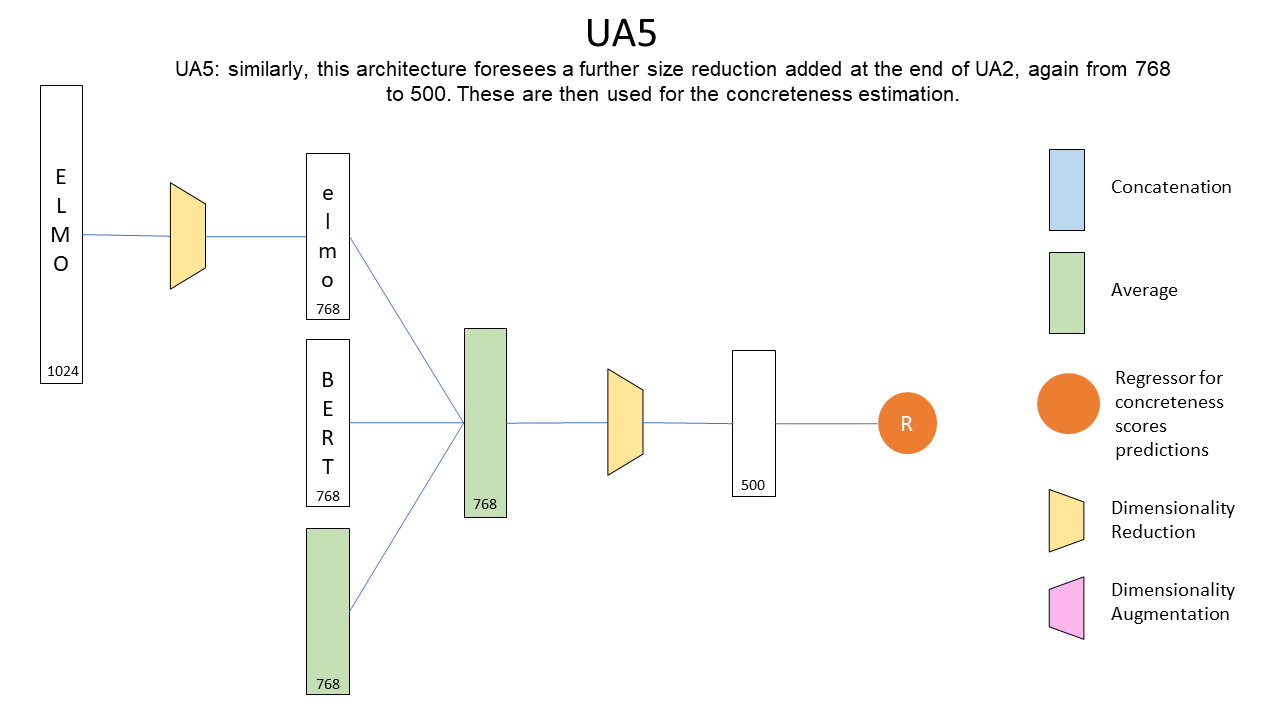 UA5
UA5: similarly, this architecture foresees a further size reduction added at the end of UA2, again from 768
to 500. These are then used for the concreteness estimation.
E
L
M
O
1024
e
l
m
o
768
B
E
R
T
768
768
768
500
R
Concatenation
Average
Regressor for
concreteness
scores
predictions
Dimensionality
Reduction
Dimensionality
Augmentation